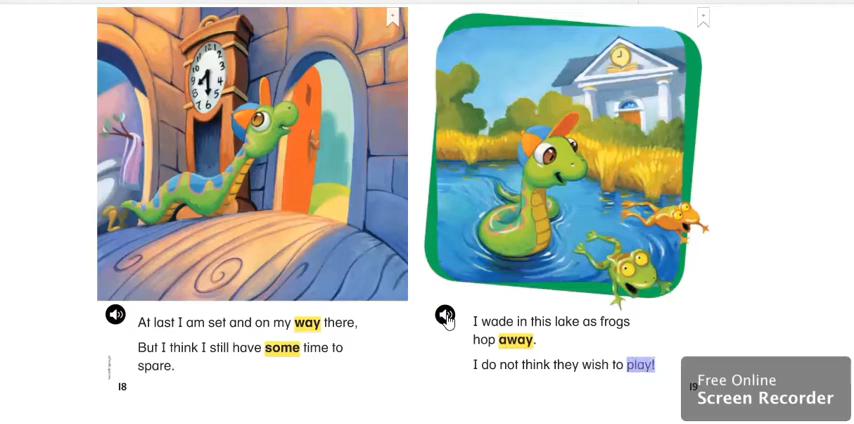 At last I am set and on my way there,
But I think I still have some time to
spare.
18
I wade in this lake as frogs
hop away.
I do not think they wish to play!
19
Free Online
Screen Recorder